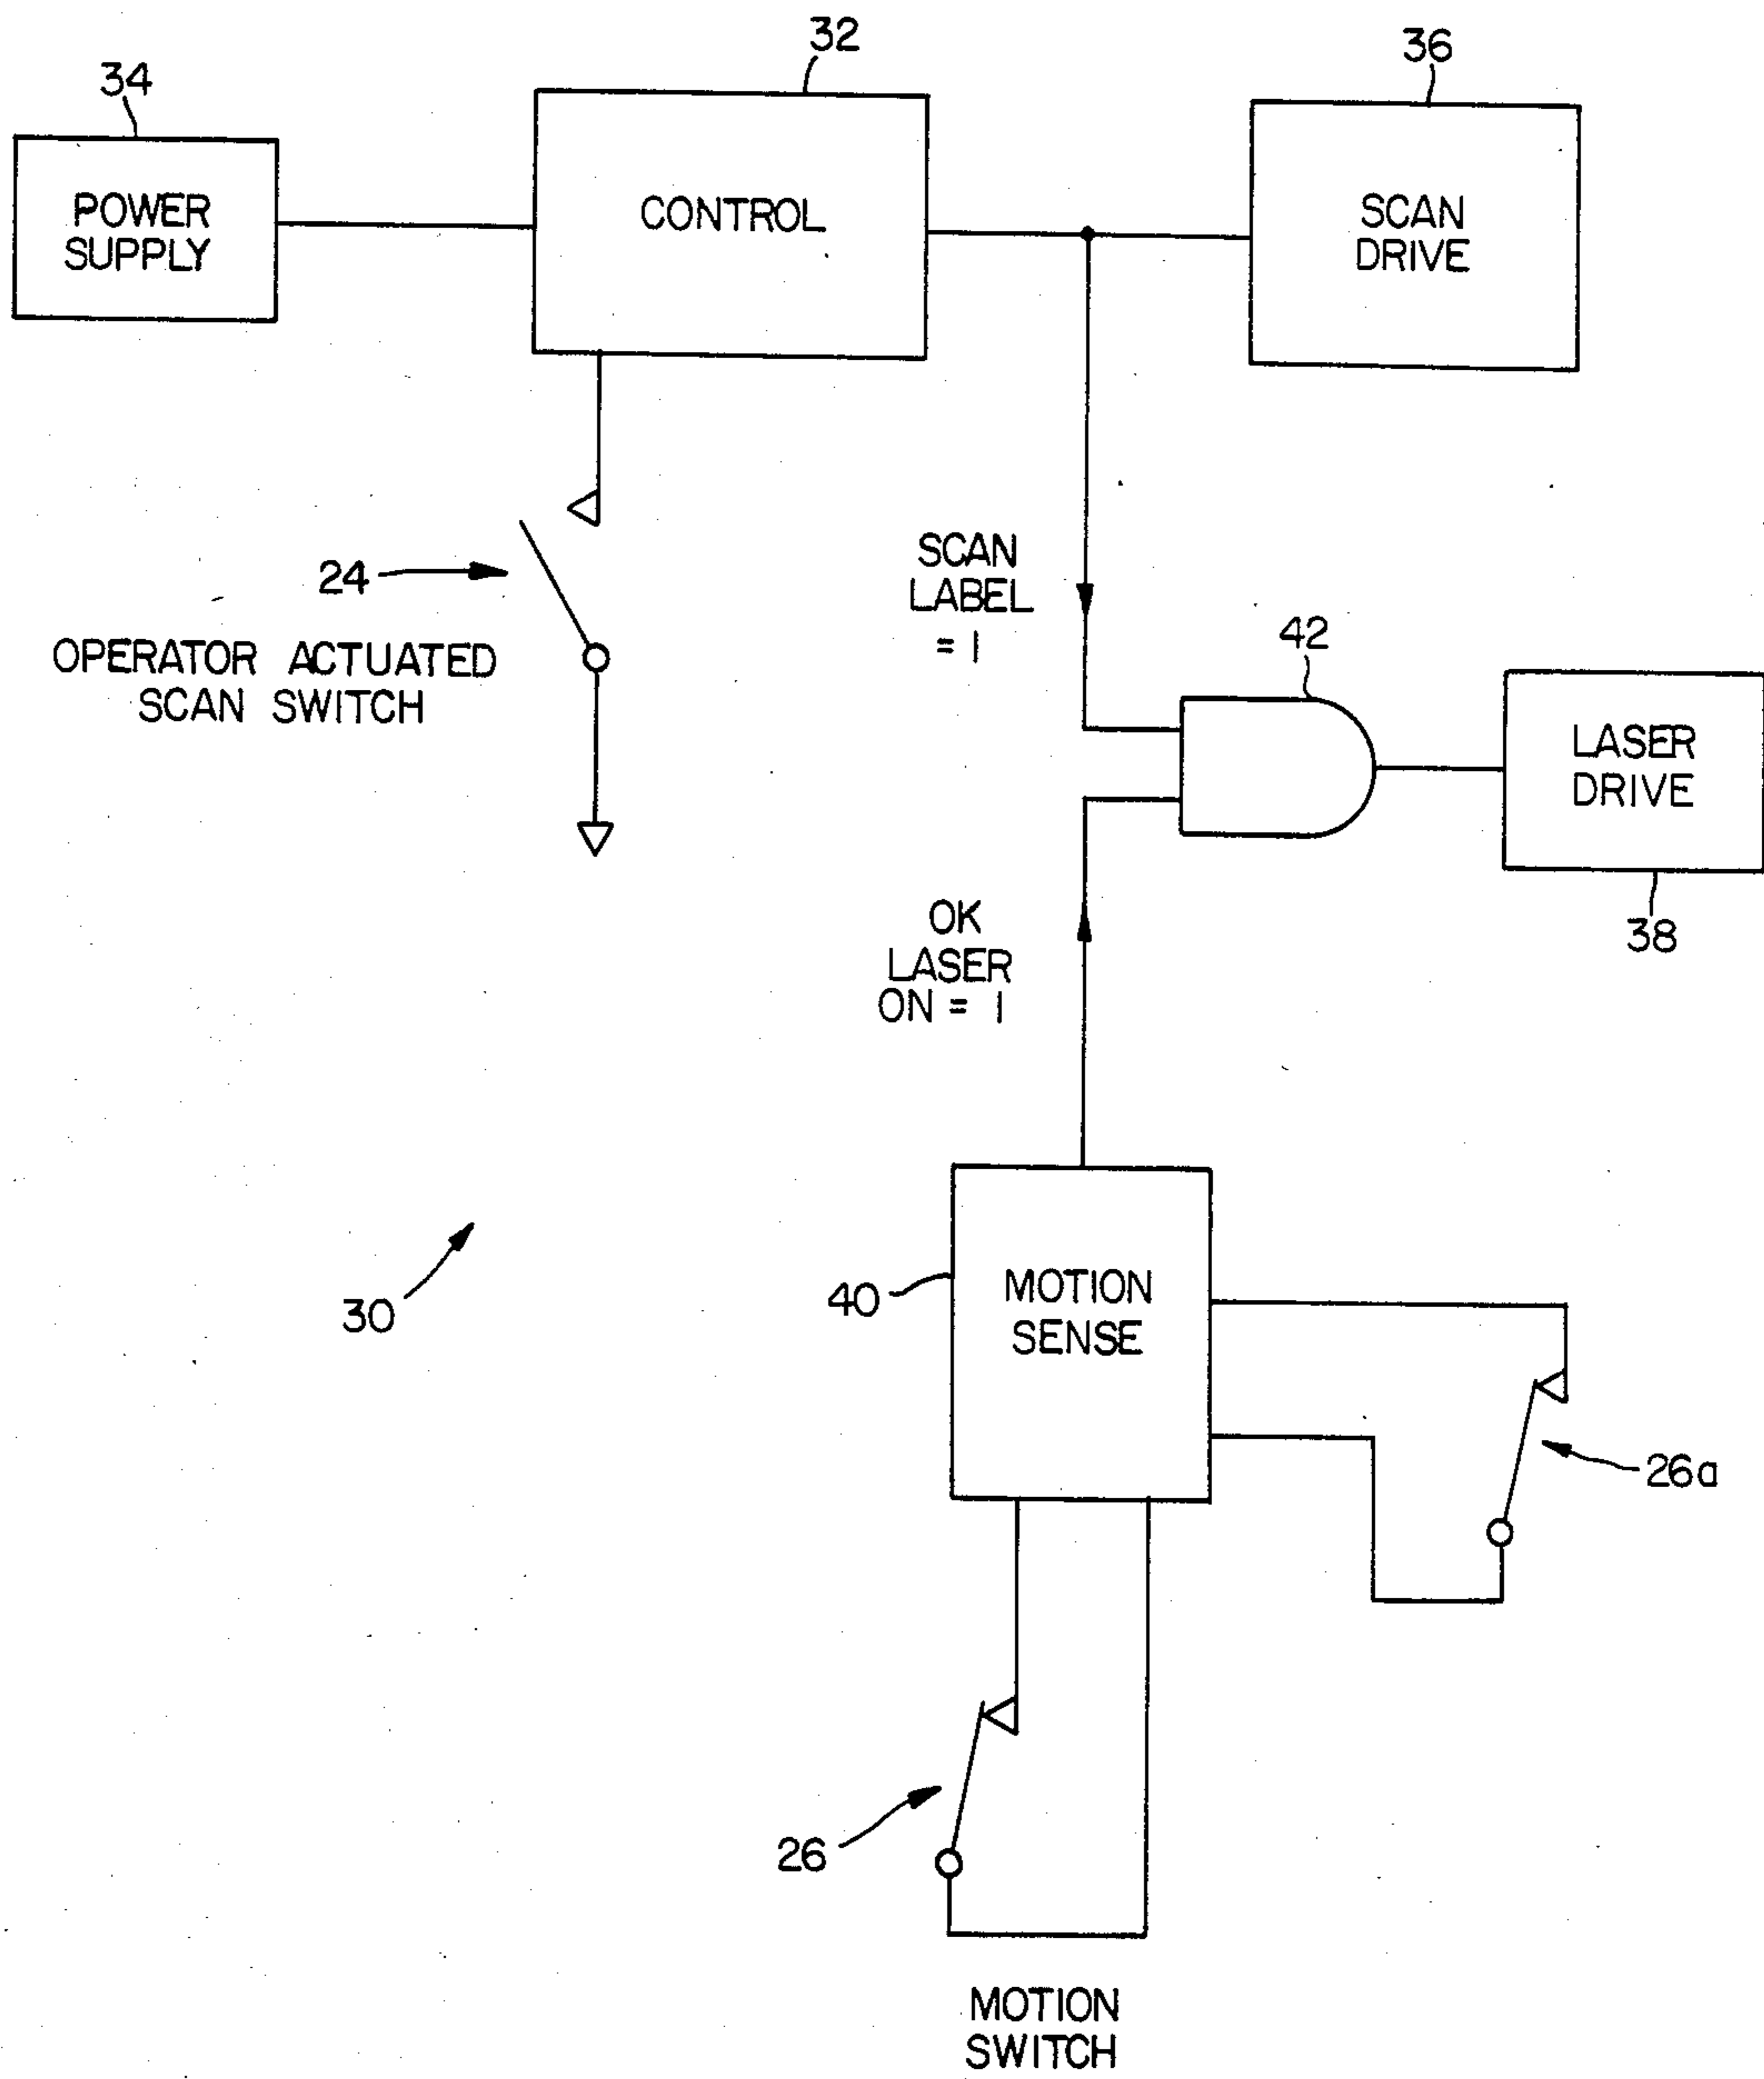 32
36
34
POWER
SUPPLY
CONTROL
SCAN
DRIVE
24
OPERATOR ACTUATED
SCAN SWITCH
SCAN
LABEL
= 1
42
LASER
DRIVE
38
OK
LASER
ON = 1
30
40
MOTION
SENSE
26a
26
MOTION
SWITCH